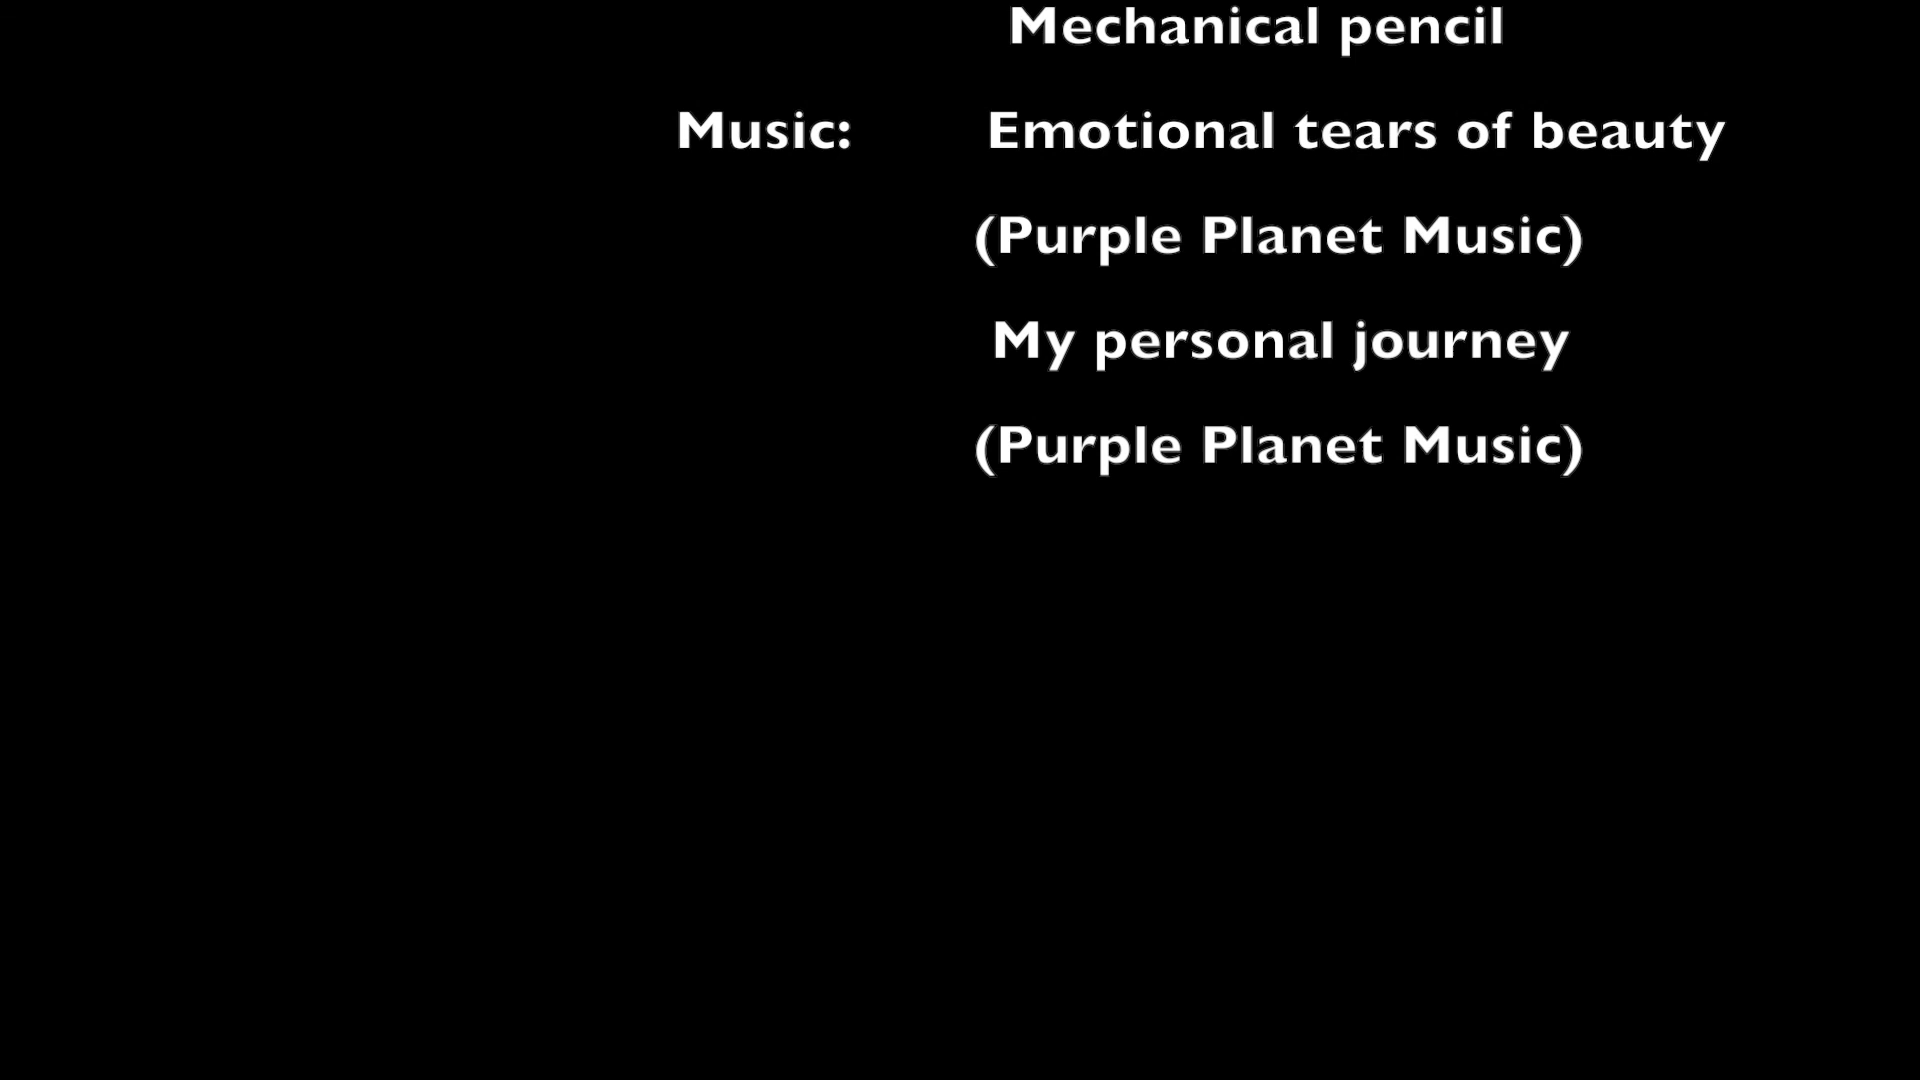 Mechanical pencil
Music: Emotional tears of beauty
(Purple Planet Music)
My personal journey
(Purple Planet Music)